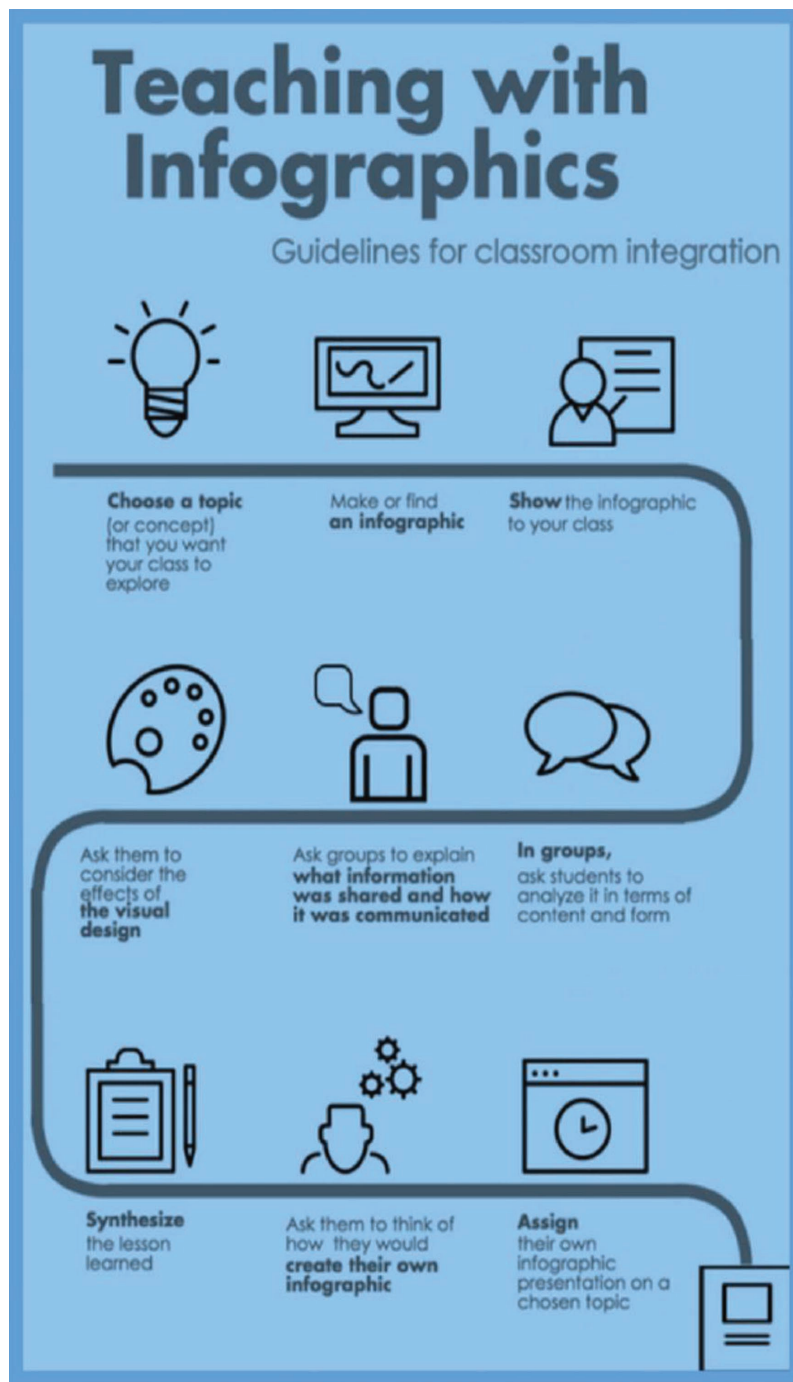 Teaching with
Infographics
Guidelines for classroom integration
Choose a topic
(or concept)
that you want
your class to
explore
Make or find
an infographic
Show the infographic
to your class
In groups,
ask students to
analyze it in terms of
content and form
Ask groups to explain
what information
was shared and how
it was communicated
Ask them to
consider the
effects of
the visual
design
Synthesize
the lesson
learned
Ask them to think of
how they would
create their own
infographic
Assign
their own
infographic
presentation on a
chosen topic